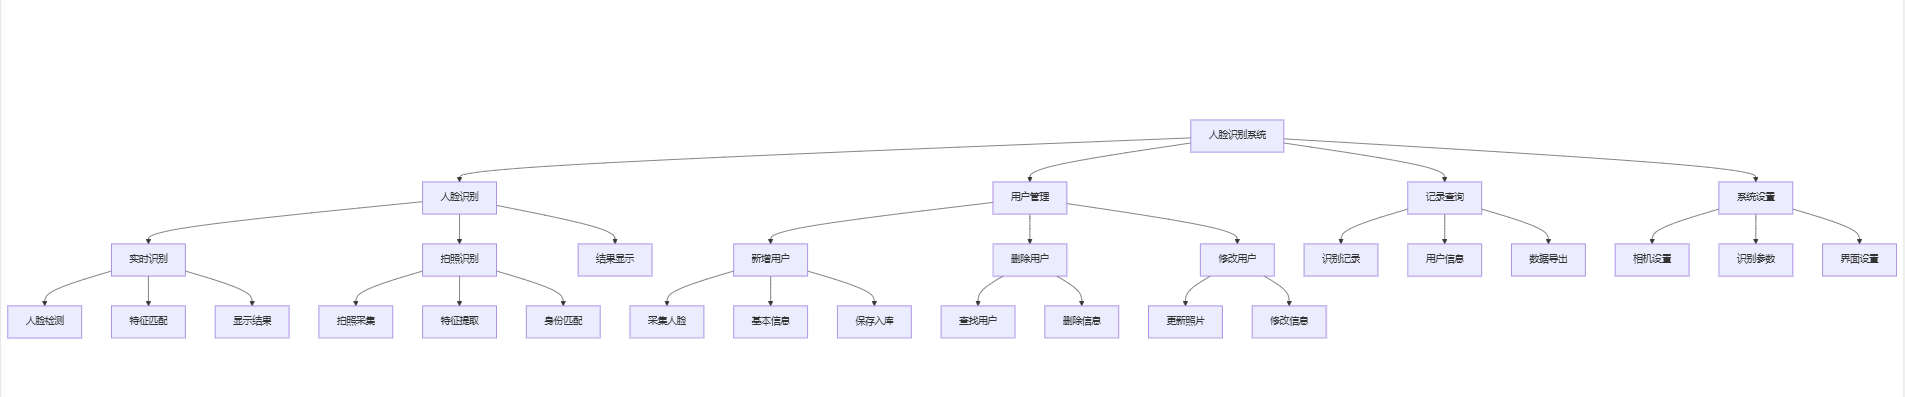 人脸识别系统
人脸识别
用户管理
记录查询
系统设置
实时识别
拍照识别
结果显示
新增用户
删除用户
修改用户
识别记录
用户信息
数据导出
相机设置
识别参数
界面设置
人脸检测
特征匹配
显示结果
拍照采集
特征提取
身份匹配
采集人脸
基本信息
保存入库
查找用户
删除信息
更新照片
修改信息